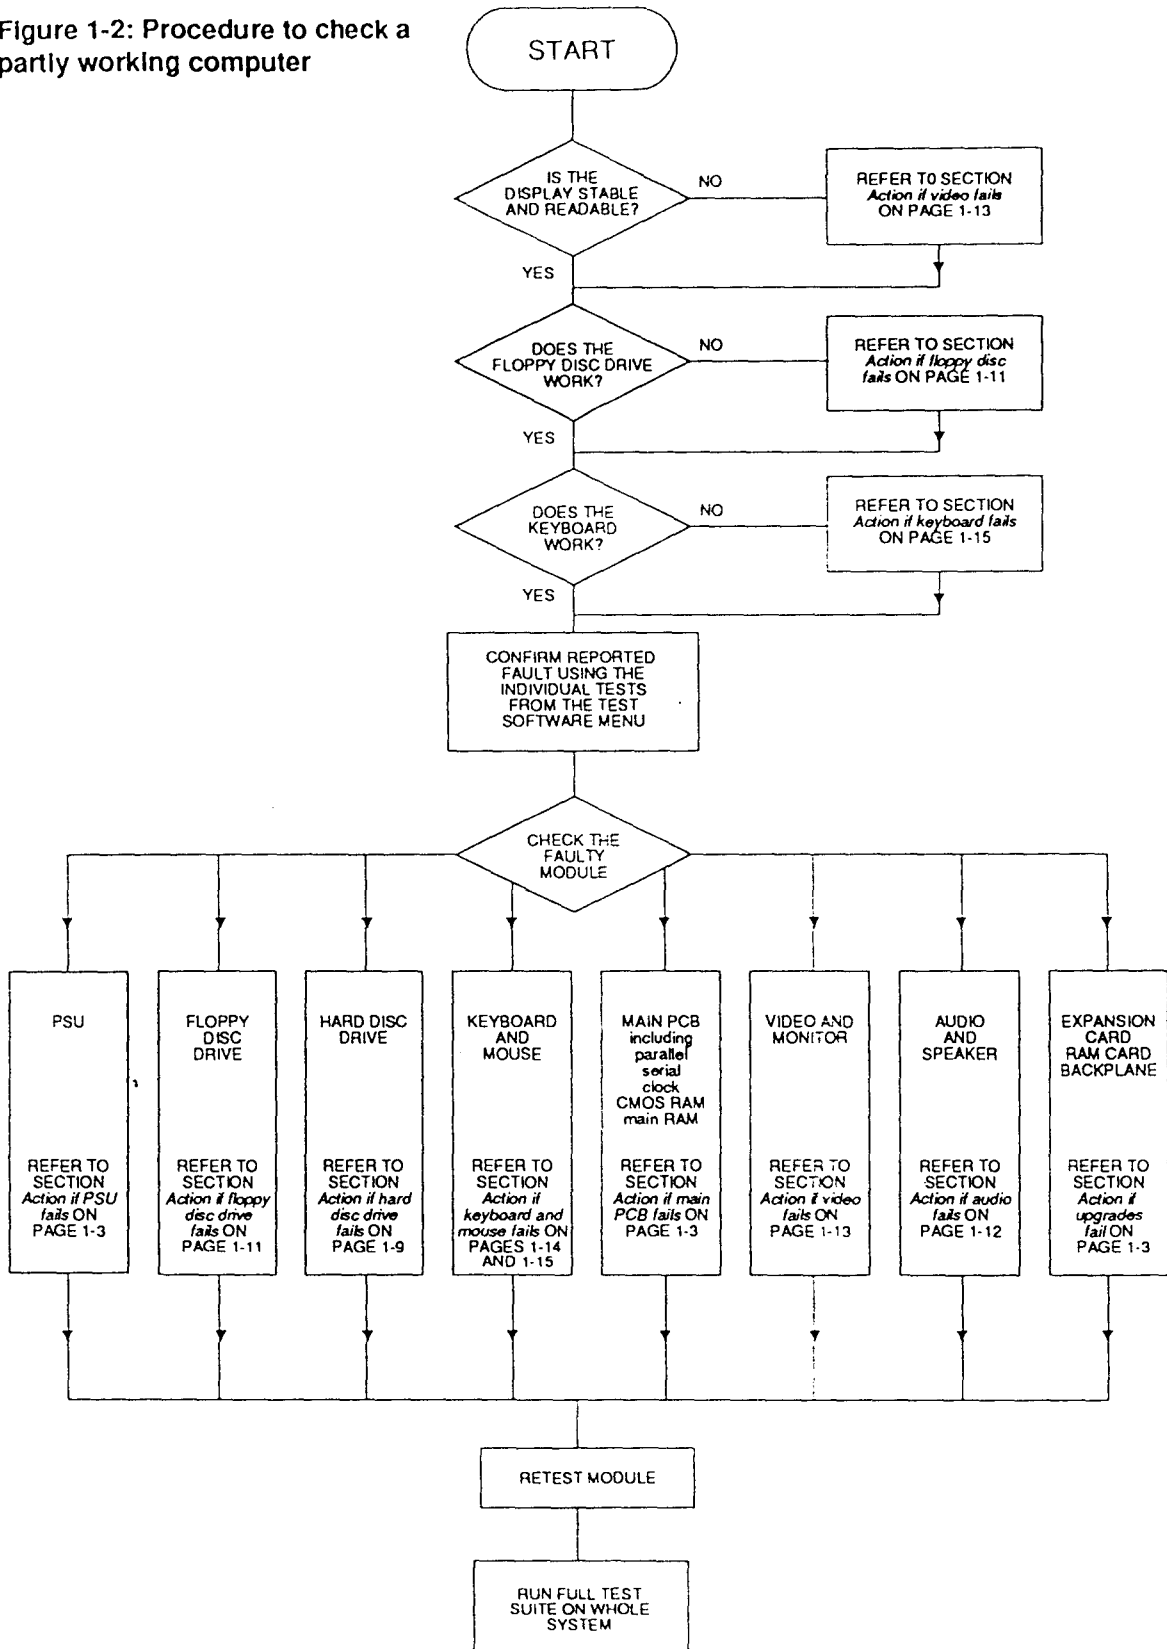 Figure 1-2: Procedure to check a
partly working computer
START
IS THE
DISPLAY STABLE
AND READABLE?
NO
REFER TO SECTION
Action if video fails
ON PAGE 1-13
YES
DOES THE
FLOPPY DISC DRIVE
WORK?
NO
REFER TO SECTION
Action if floppy disc
fails ON PAGE 1-11
YES
DOES THE
KEYBOARD
WORK?
NO
REFER TO SECTION
Action if keyboard fails
ON PAGE 1-15
YES
CONFIRM REPORTED
FAULT USING THE
INDIVIDUAL TESTS
FROM THE TEST
SOFTWARE MENU
CHECK THE
FAULTY
MODULE
PSU
REFER TO
SECTION
Action if PSU
fails ON
PAGE 1-3
FLOPPY
DISC
DRIVE
REFER TO
SECTION
Action if floppy
disc drive
fails ON
PAGE 1-11
HARD DISC
DRIVE
REFER TO
SECTION
Action if hard
disc drive
fails ON
PAGE 1-9
KEYBOARD
AND
MOUSE
REFER TO
SECTION
Action if
keyboard and
mouse fails ON
PAGES 1-14
AND 1-15
MAIN PCB
including
parallel
serial
clock
CMOS RAM
main RAM
REFER TO
SECTION
Action if main
PCB fails ON
PAGE 1-3
VIDEO AND
MONITOR
REFER TO
SECTION
Action if video
fails ON
PAGE 1-13
AUDIO
AND
SPEAKER
REFER TO
SECTION
Action if audio
fails ON
PAGE 1-12
EXPANSION
CARD
RAM CARD
BACKPLANE
REFER TO
SECTION
Action if
upgrades
fail ON
PAGE 1-3
RETEST MODULE
RUN FULL TEST
SUITE ON WHOLE
SYSTEM